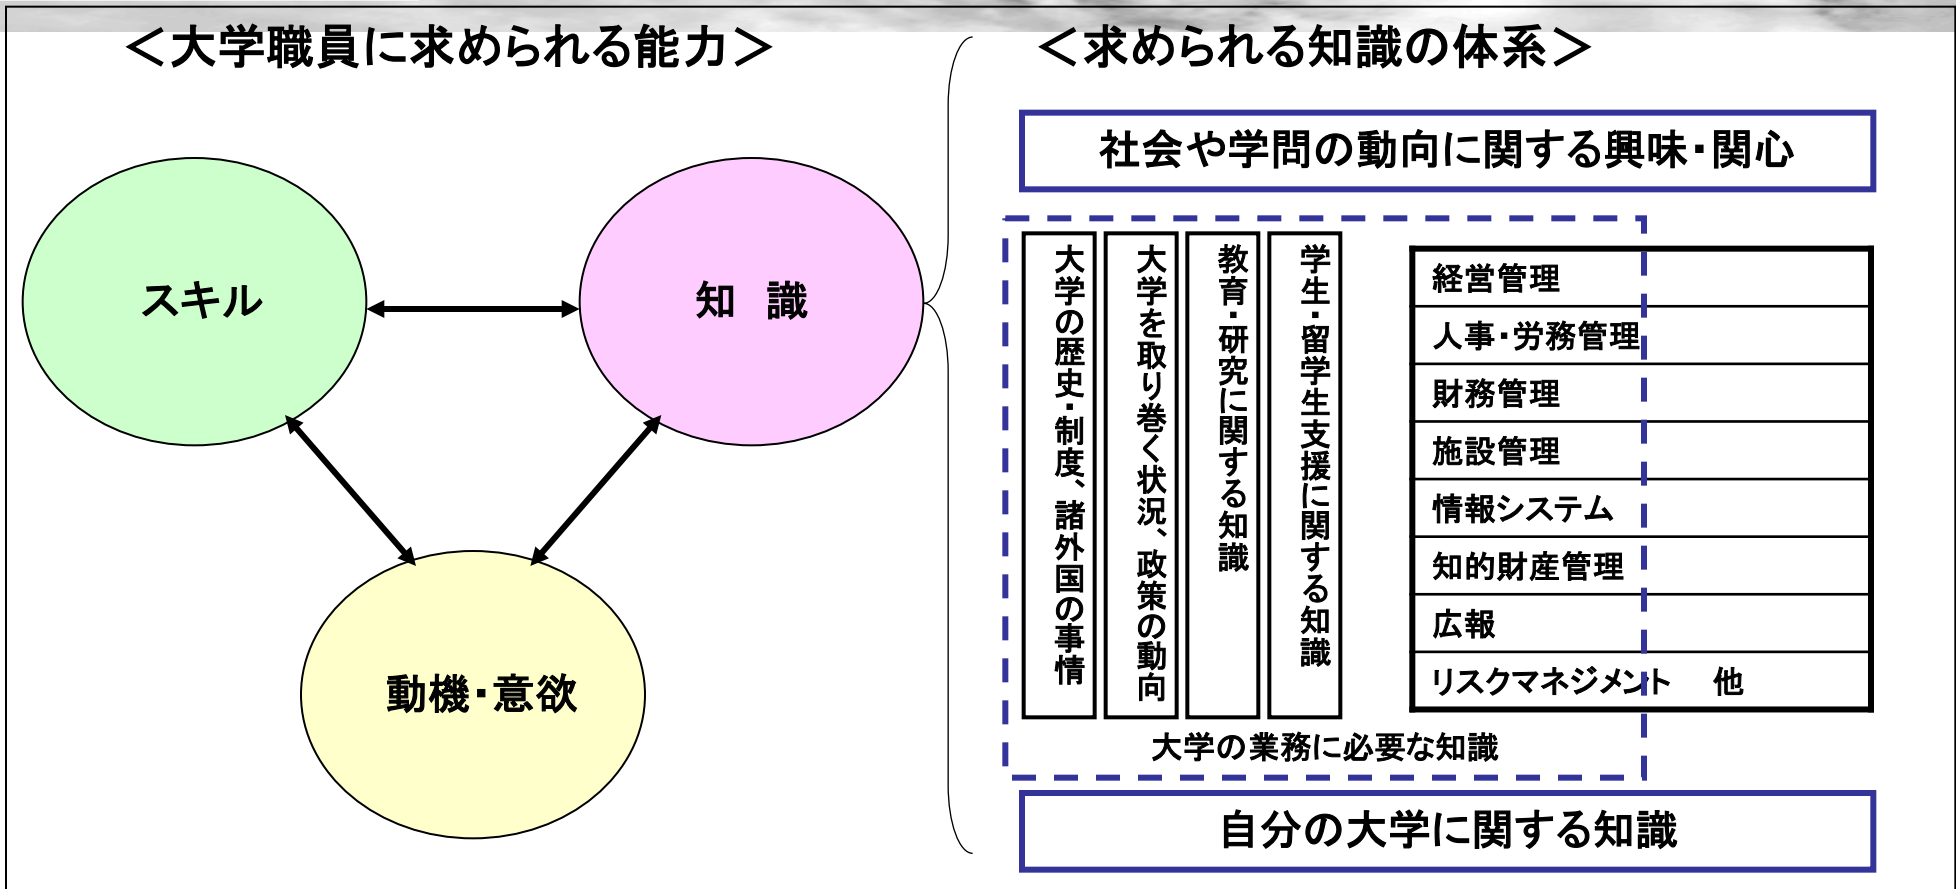 ＜大学職員に求められる能力＞
スキル
知　識
動機・意欲
＜求められる知識の体系＞
社会や学問の動向に関する興味・関心
大学の歴史・制度、諸外国の事情
大学を取り巻く状況、政策の動向
教育・研究に関する知識
学生・留学生支援に関する知識
経営管理
人事・労務管理
財務管理
施設管理
情報システム
知的財産管理
広報
リスクマネジメント　他
大学の業務に必要な知識
自分の大学に関する知識